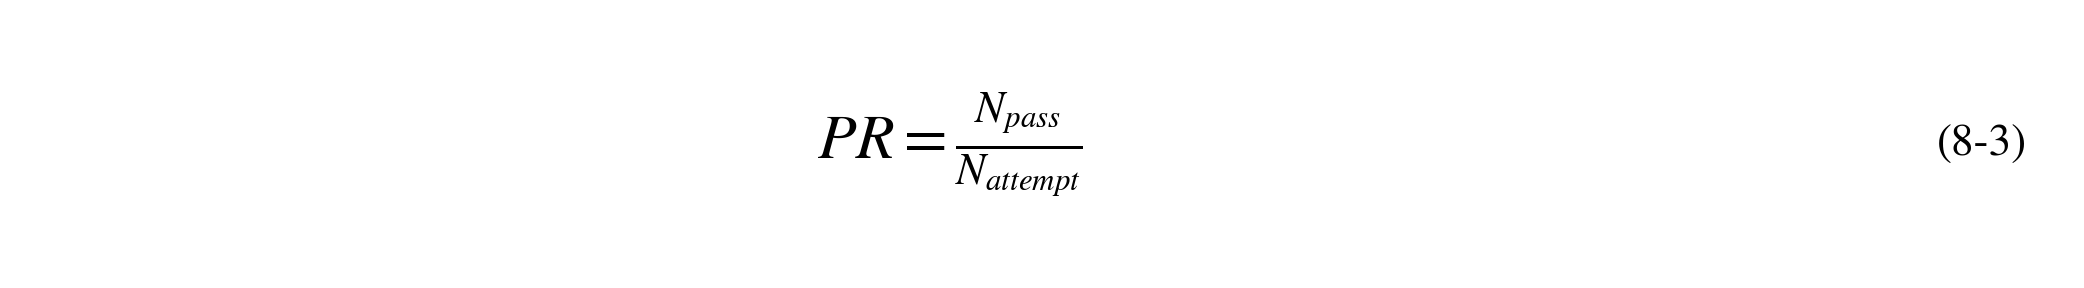 PR = N_pass / N_attempt (8-3)